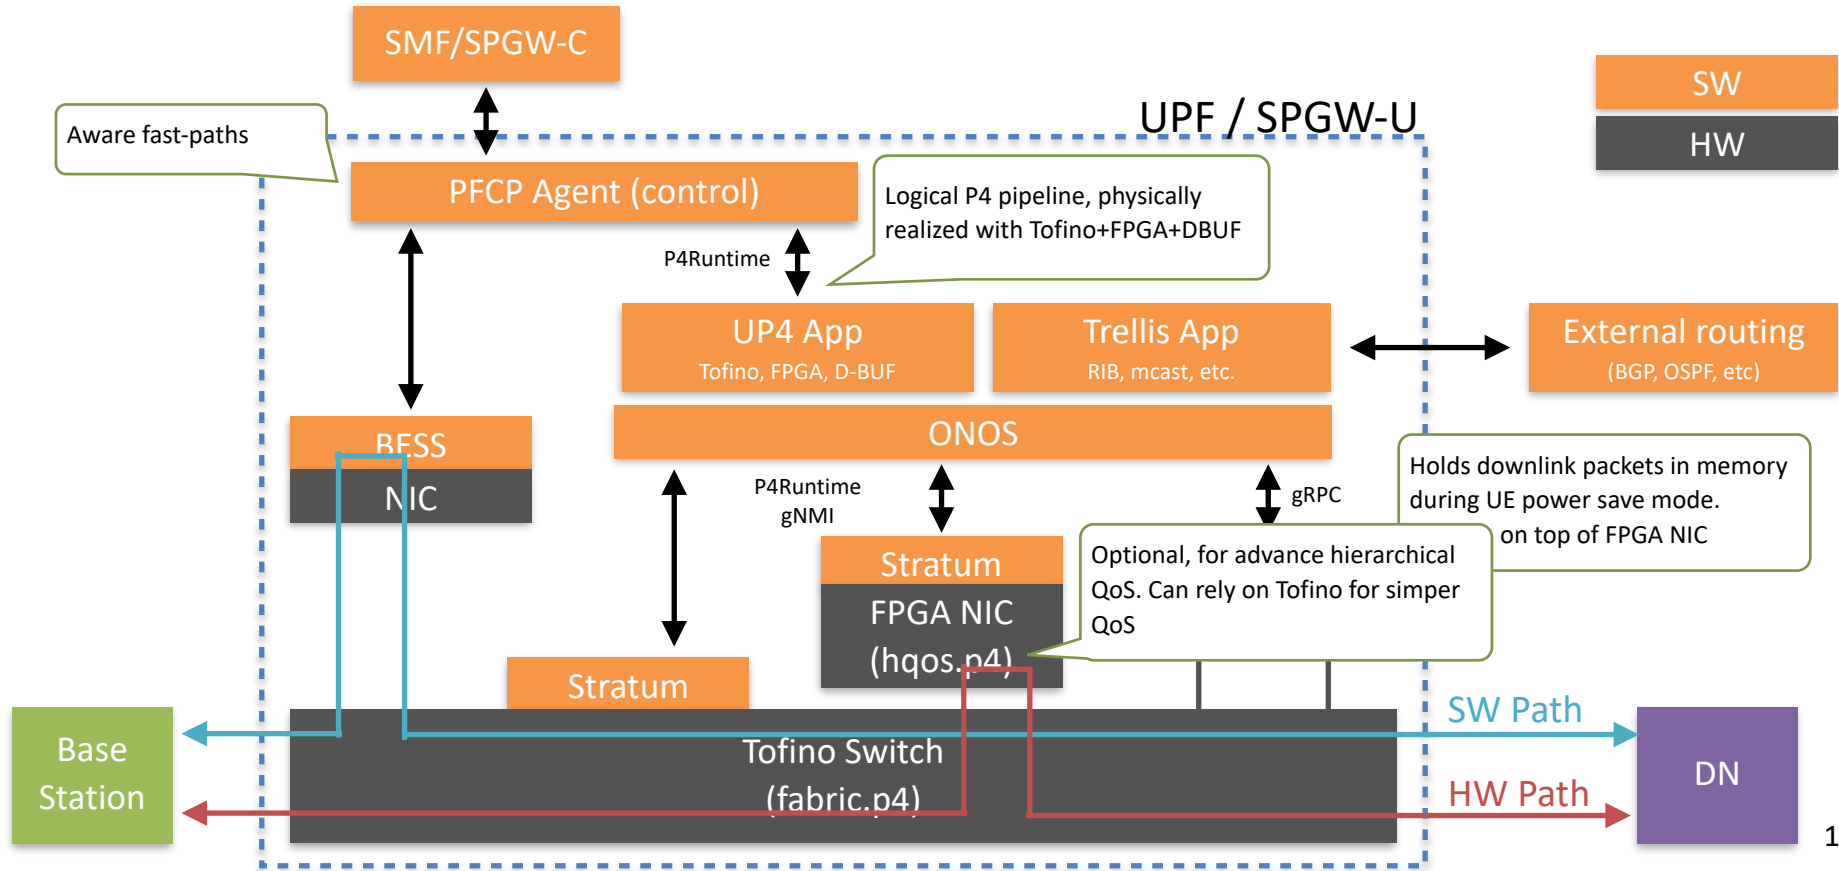 SMF/SPGW-C
SW
HW
UPF / SPGW-U
Aware fast-paths
PFCP Agent (control)
Logical P4 pipeline, physically
realized with Tofino+FPGA+DBUF
P4Runtime
UP4 App
Tofino, FPGA, D-BUF
Trellis App
RIB, mcast, etc.
External routing
(BGP, OSPF, etc)
ONOS
BESS
NIC
P4Runtime
gNMI
gRPC
Holds downlink packets in memory
during UE power save mode.
on top of FPGA NIC
Stratum
FPGA NIC
(hqos.p4)
Optional, for advance hierarchical
QoS. Can rely on Tofino for simper
QoS
Stratum
Tofino Switch
(fabric.p4)
Base
Station
SW Path
HW Path
DN
1